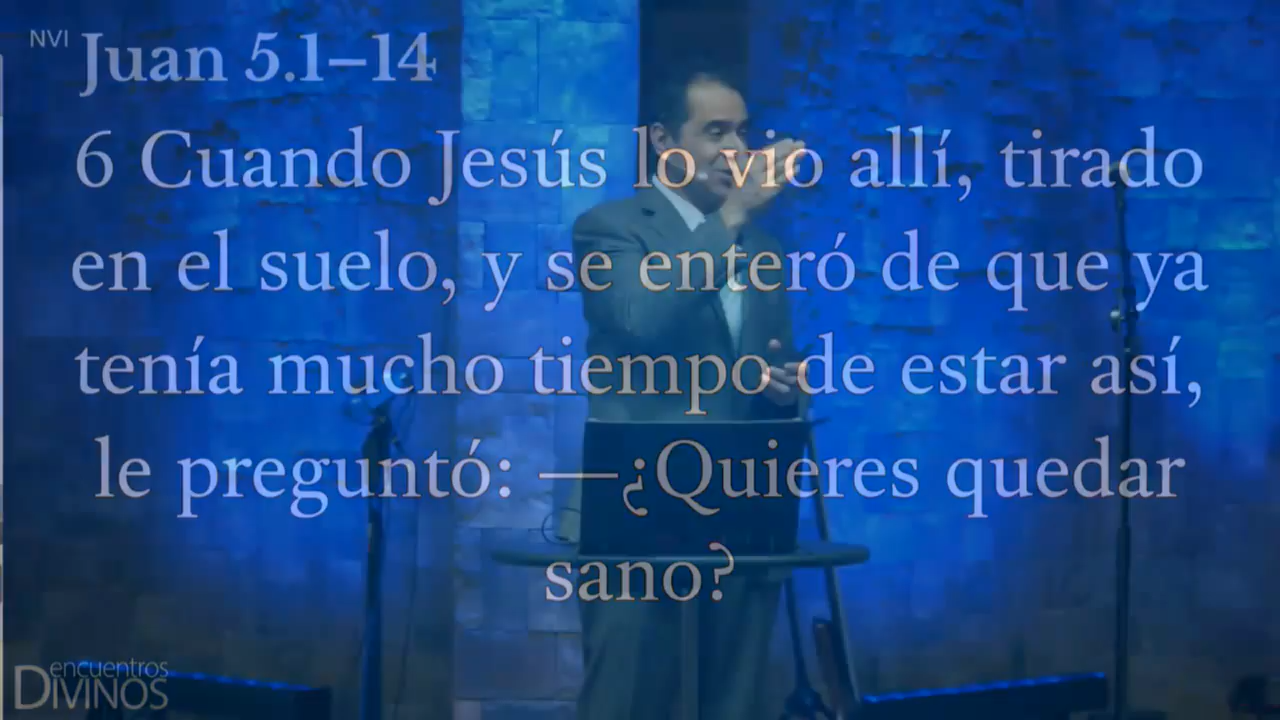 NVI
Juan 5.1–14
6 Cuando Jesús lo vio allí, tirado
en el suelo, y se enteró de que ya
tenía mucho tiempo de estar así,
le preguntó: —¿Quieres quedar
sano?
encuentros
DIVINOS